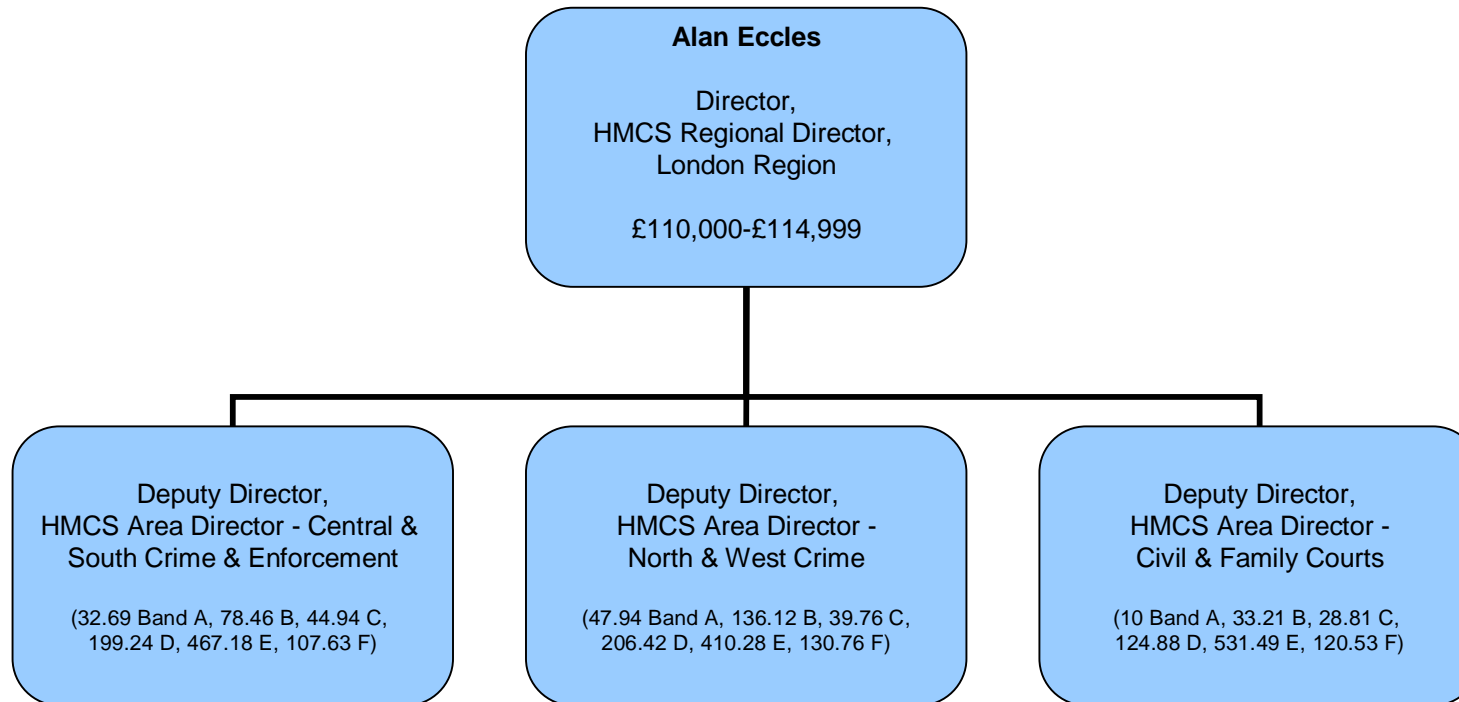 Alan Eccles
Director,
HMCS Regional Director,
London Region
£110,000-£114,999
Deputy Director,
HMCS Area Director - Central &
South Crime & Enforcement
(32.69 Band A, 78.46 B, 44.94 C,
199.24 D, 467.18 E, 107.63 F)
Deputy Director,
HMCS Area Director -
North & West Crime
(47.94 Band A, 136.12 B, 39.76 C,
206.42 D, 410.28 E, 130.76 F)
Deputy Director,
HMCS Area Director -
Civil & Family Courts
(10 Band A, 33.21 B, 28.81 C,
124.88 D, 531.49 E, 120.53 F)